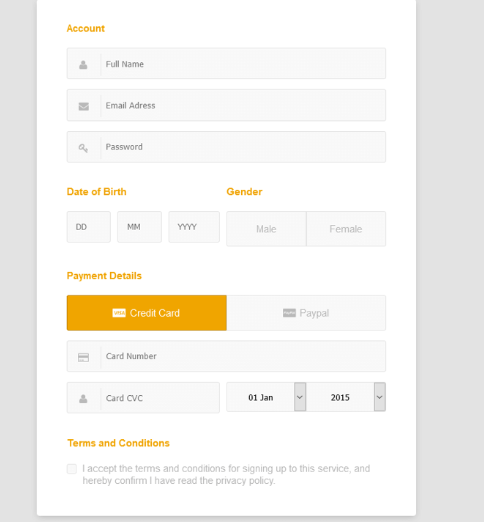 Account
Full Name
Email Adress
Password
Date of Birth
Gender
DD MM YYYY
Male Female
Payment Details
VISA Credit Card Paypal
Card Number
Card CVC 01 Jan 2015
Terms and Conditions
I accept the terms and conditions for signing up to this service, and
hereby confirm I have read the privacy policy.